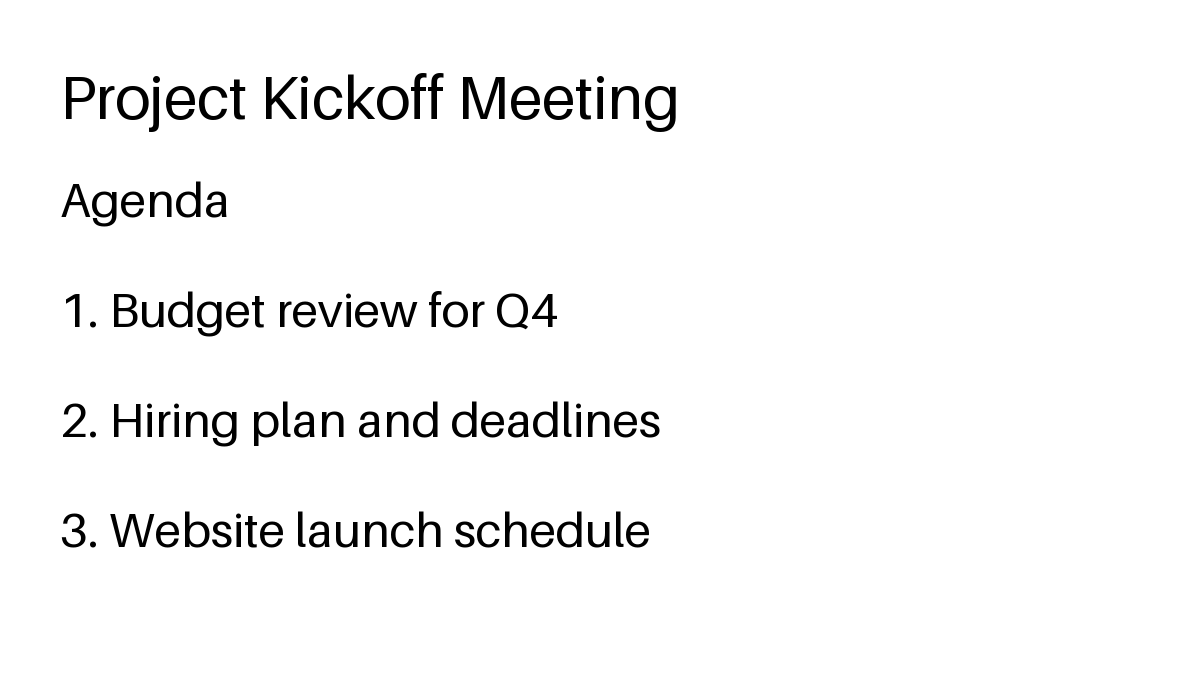 Project Kickoff Meeting
Agenda
1. Budget review for Q4
2. Hiring plan and deadlines
3. Website launch schedule